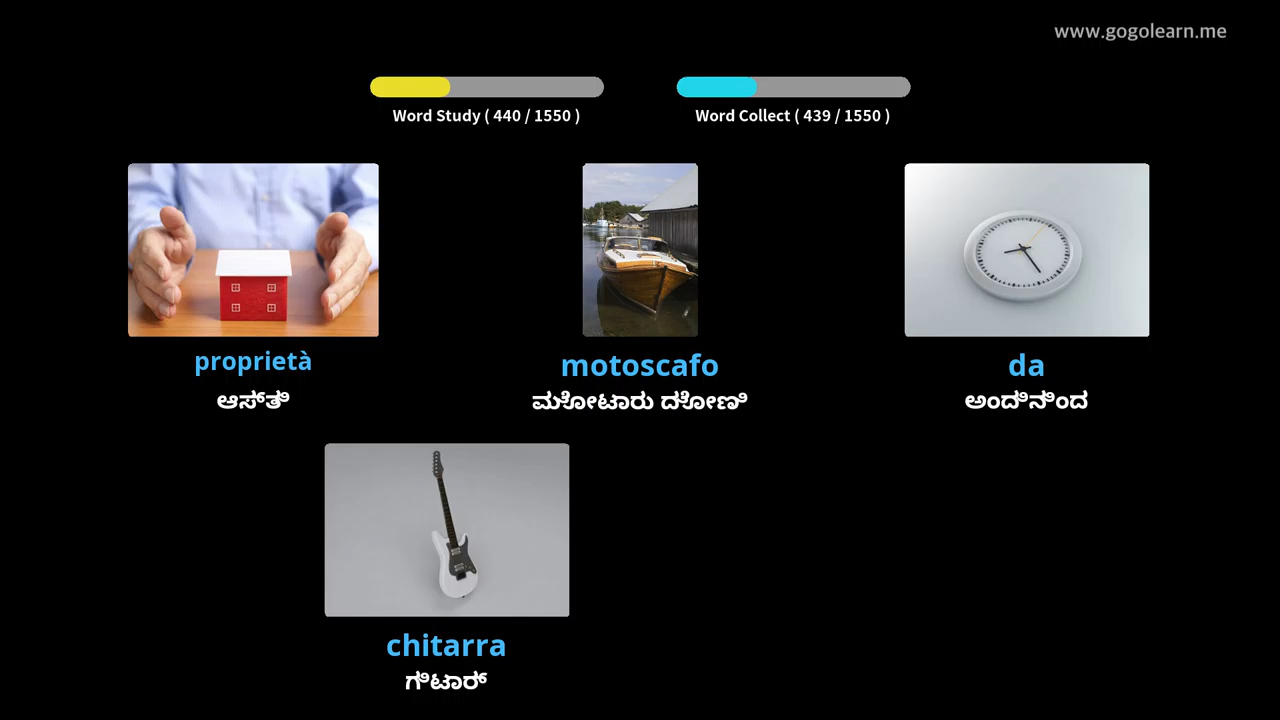 www.gogolearn.me
Word Study ( 440 / 1550 )
Word Collect ( 439 / 1550 )
proprietà
ಆಸ್ತಿ
motoscafo
ಮೋಟಾರು ದೋಣಿ
da
ಅಂದಿನಿಂದ
chitarra
ಗಿಟಾರ್